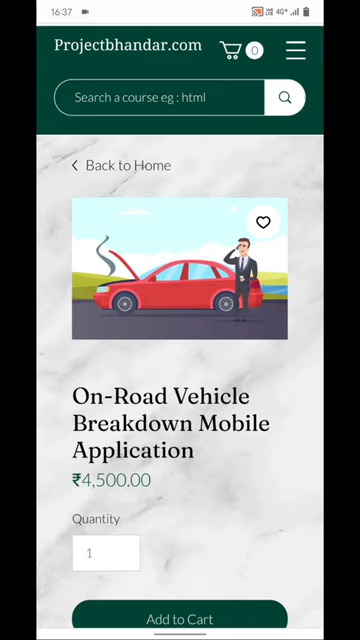 16:37
4G+
Projectbhandar.com
0
Search a course eg : html
Back to Home
On-Road Vehicle
Breakdown Mobile
Application
₹4,500.00
Quantity
1
Add to Cart